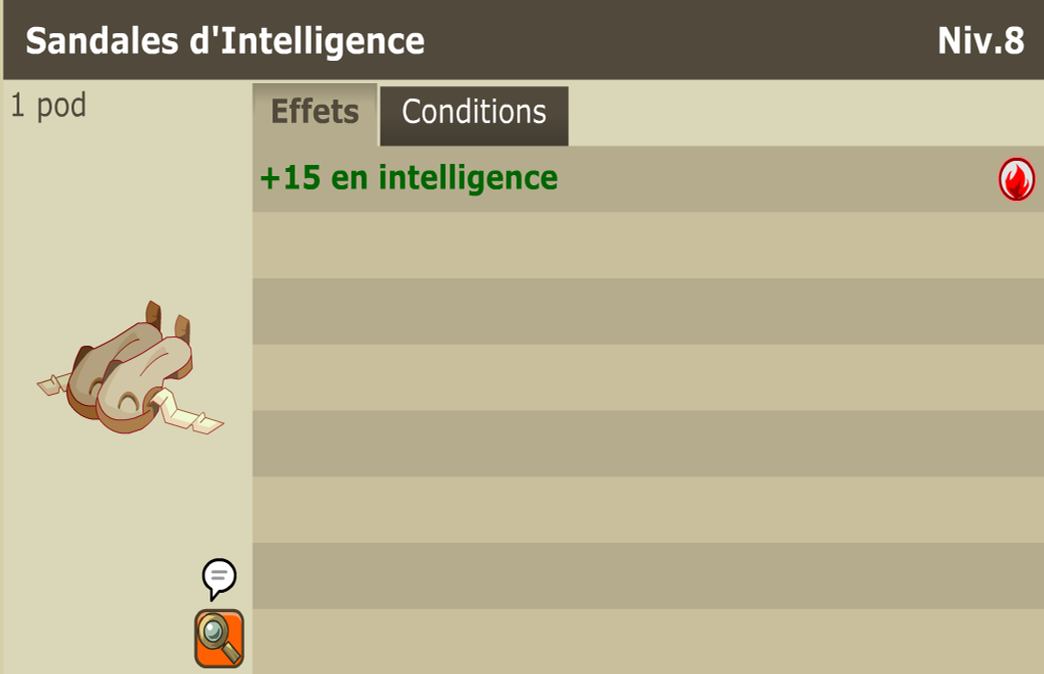 Sandales d'Intelligence
Niv.8
1 pod
Effets
Conditions
+15 en intelligence